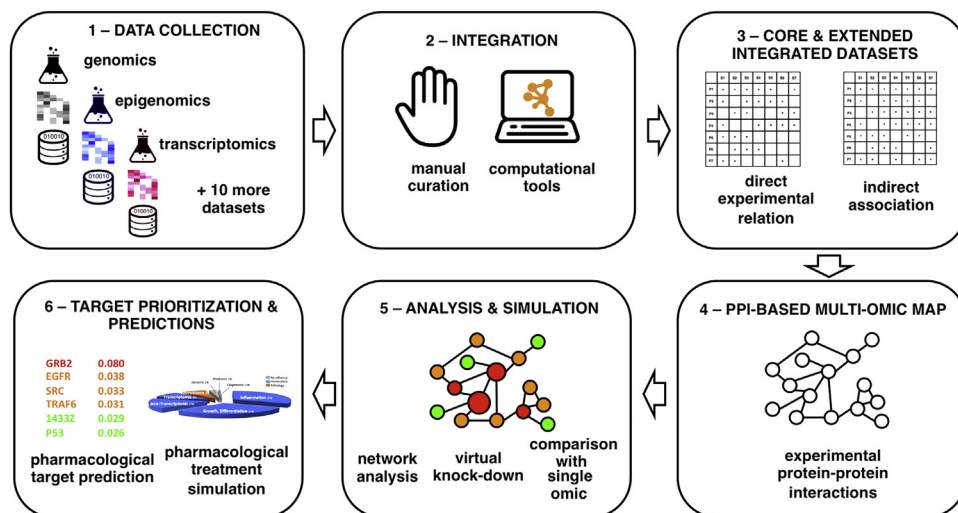 1 – DATA COLLECTION
genomics
010010
epigenomics
010010
transcriptomics
010010
+ 10 more
datasets
2 – INTEGRATION
manual
curation
computational
tools
3 – CORE & EXTENDED
INTEGRATED DATASETS
direct
experimental
relation
indirect
association
4 – PPI-BASED MULTI-OMIC MAP
experimental
protein-protein
interactions
5 – ANALYSIS & SIMULATION
network
analysis
virtual
knock-down
comparison
with
single
omic
6 – TARGET PRIORITIZATION &
PREDICTIONS
GRB2 0.080
EGFR 0.038
SRC 0.033
TRAF6 0.031
1433Z 0.029
P53 0.026
Inflammation
Growth, Differentiation
pharmacological
target prediction
pharmacological
treatment
simulation